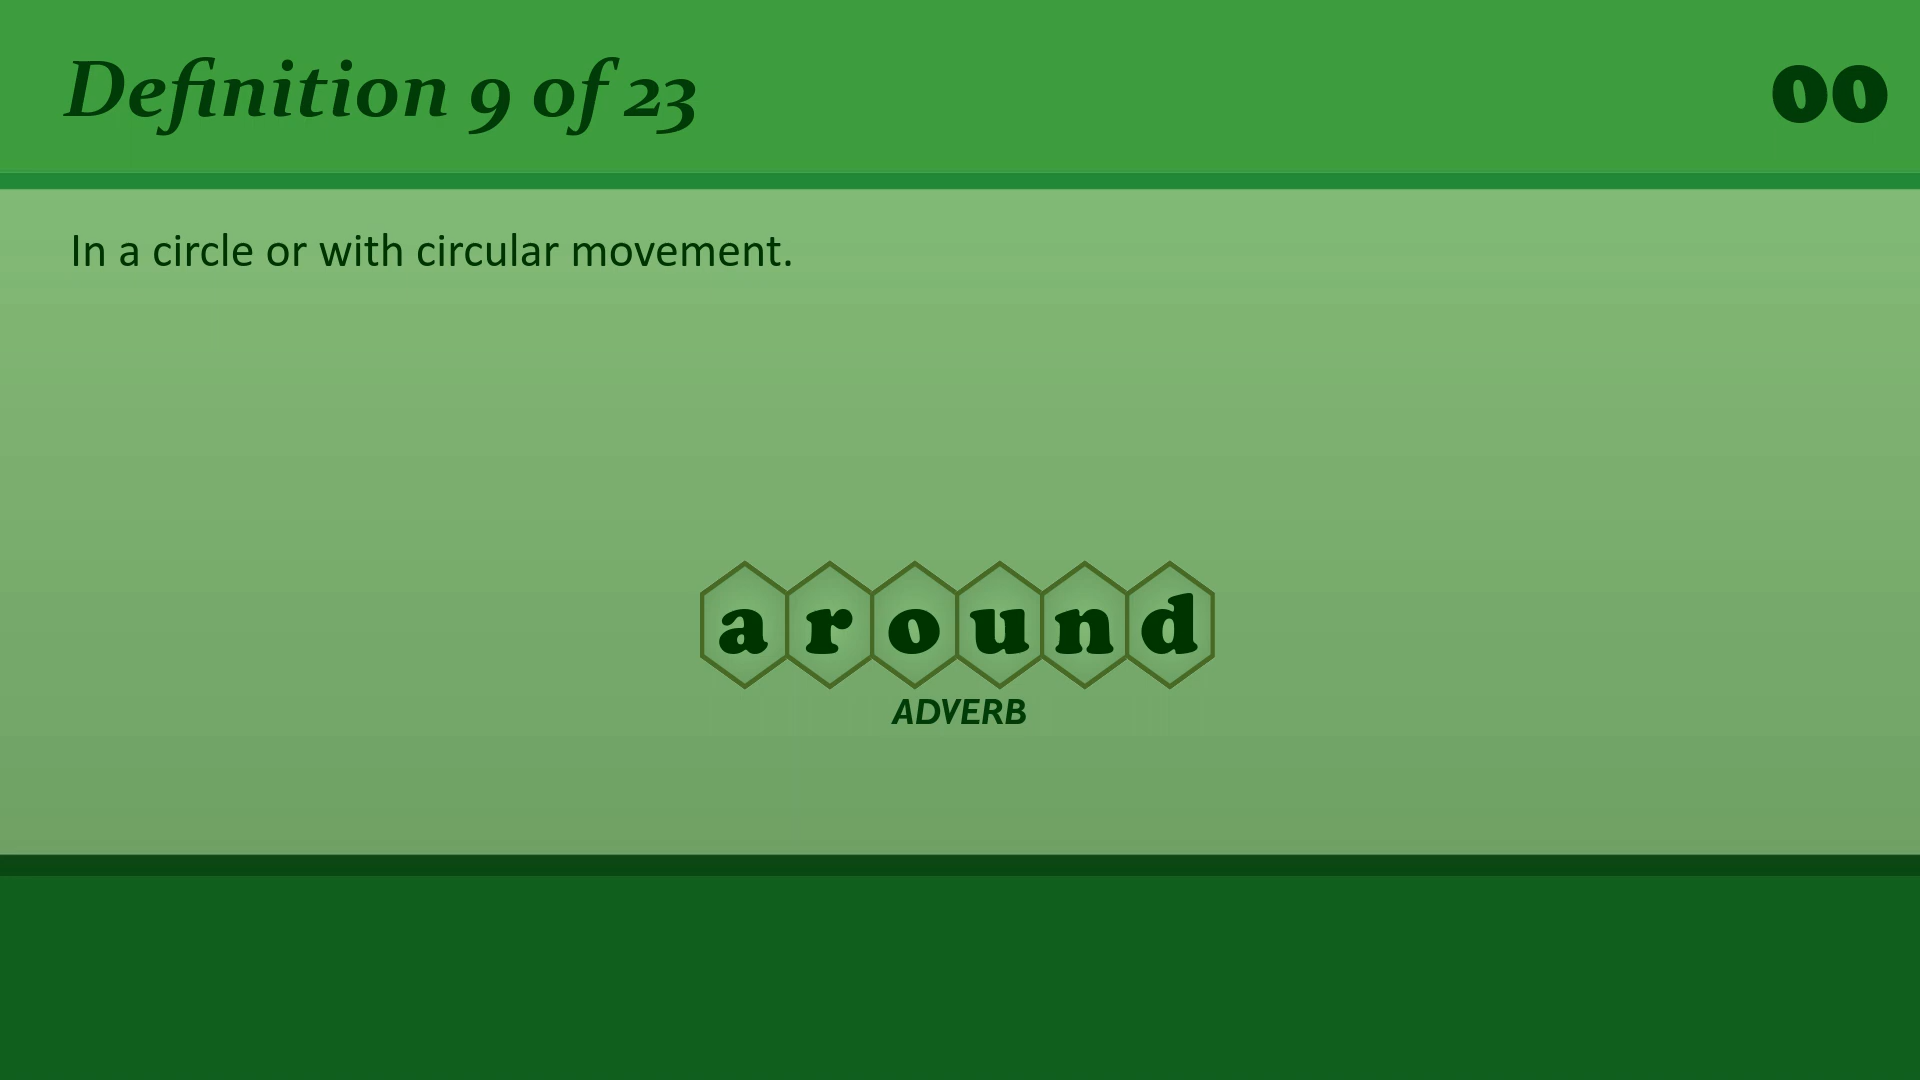 Definition 9 of 23
00
In a circle or with circular movement.
around
ADVERB